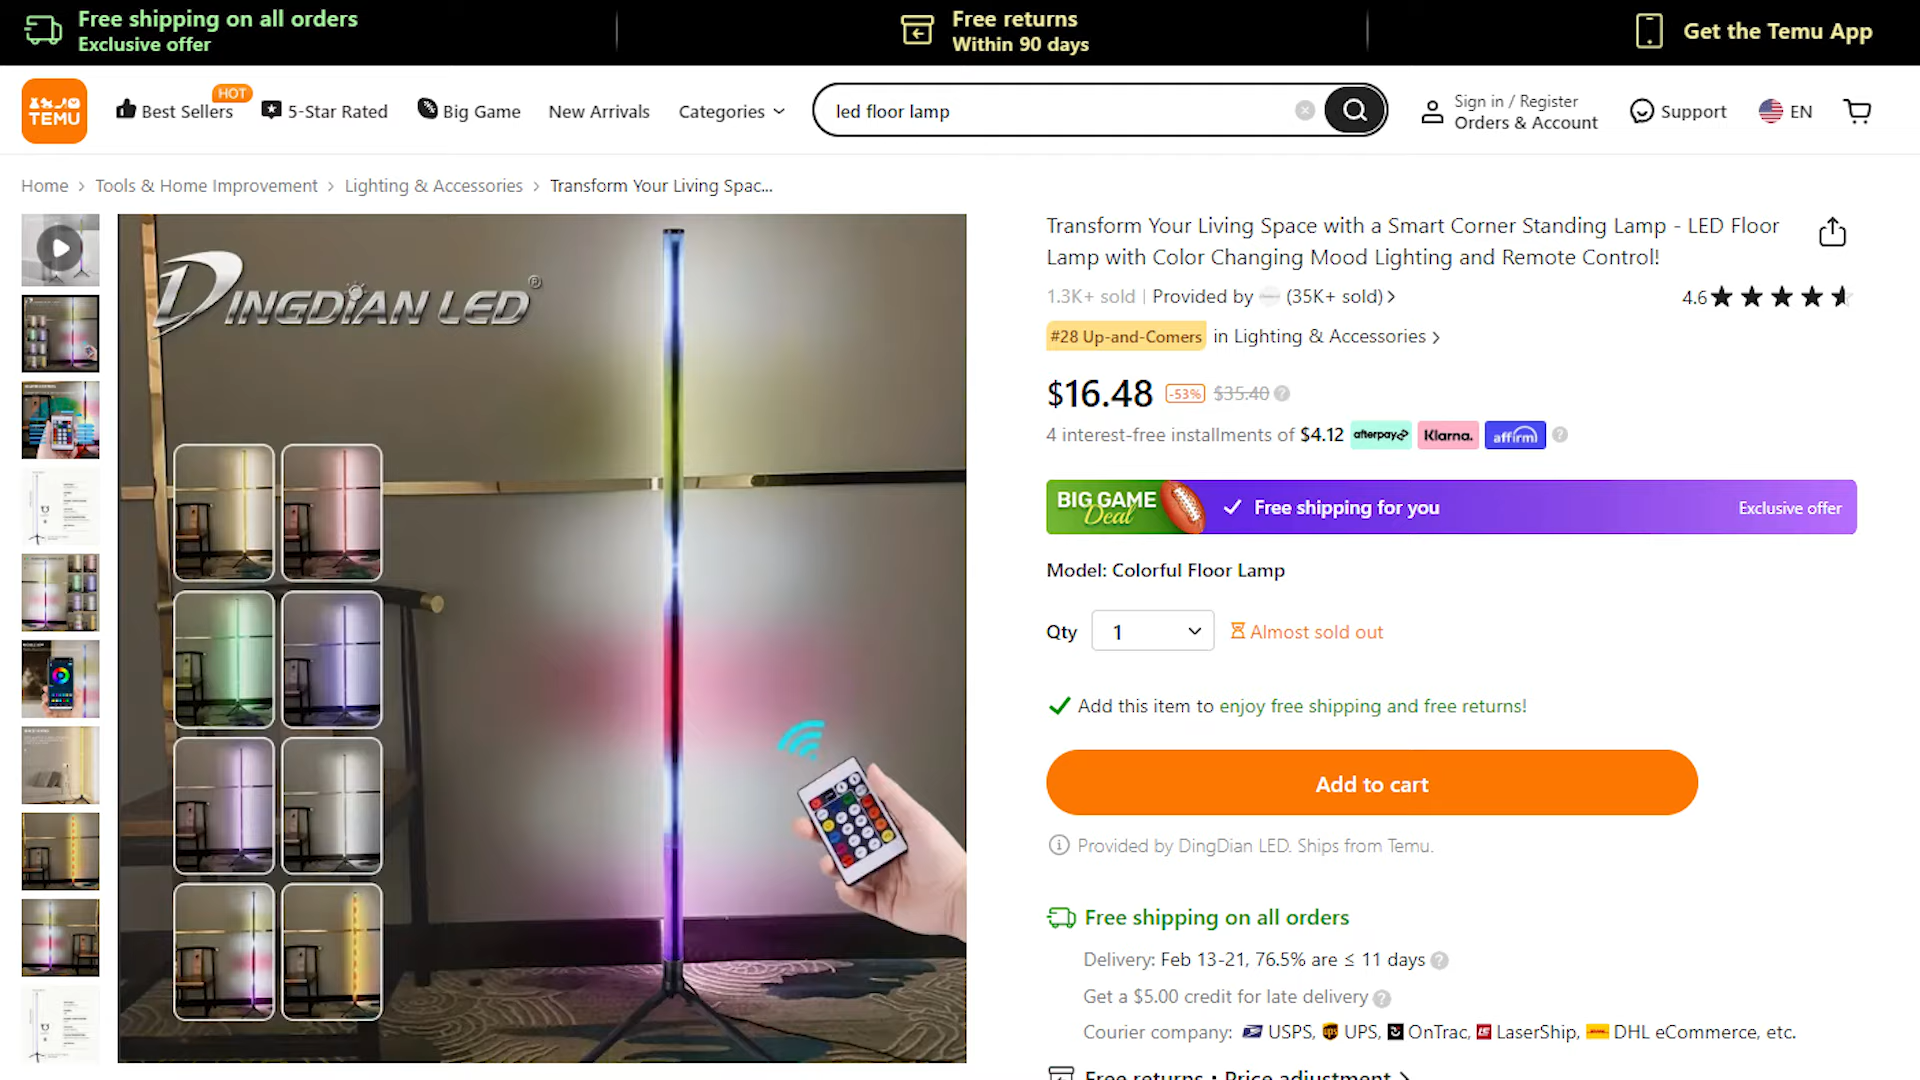 Free shipping on all orders
Exclusive offer
Free returns
Within 90 days
Get the Temu App
TEMU
Best Sellers
HOT
5-Star Rated
Big Game
New Arrivals
Categories
led floor lamp
Sign in / Register
Orders & Account
Support
EN
Home > Tools & Home Improvement > Lighting & Accessories > Transform Your Living Spac...
DINGDIAN LED
Transform Your Living Space with a Smart Corner Standing Lamp - LED Floor
Lamp with Color Changing Mood Lighting and Remote Control!
1.3K+ sold | Provided by (35K+ sold) >
4.6
#28 Up-and-Comers in Lighting & Accessories >
$16.48 -53% $35.40
4 interest-free installments of $4.12 afterpay Klarna. affirm
BIG GAME
Deal
Free shipping for you
Exclusive offer
Model: Colorful Floor Lamp
Qty 1 Almost sold out
Add this item to enjoy free shipping and free returns!
Add to cart
Provided by DingDian LED. Ships from Temu.
Free shipping on all orders
Delivery: Feb 13-21, 76.5% are ≤ 11 days
Get a $5.00 credit for late delivery
Courier company: USPS, UPS, OnTrac, LaserShip, DHL eCommerce, etc.
Free returns • Price adjustment >